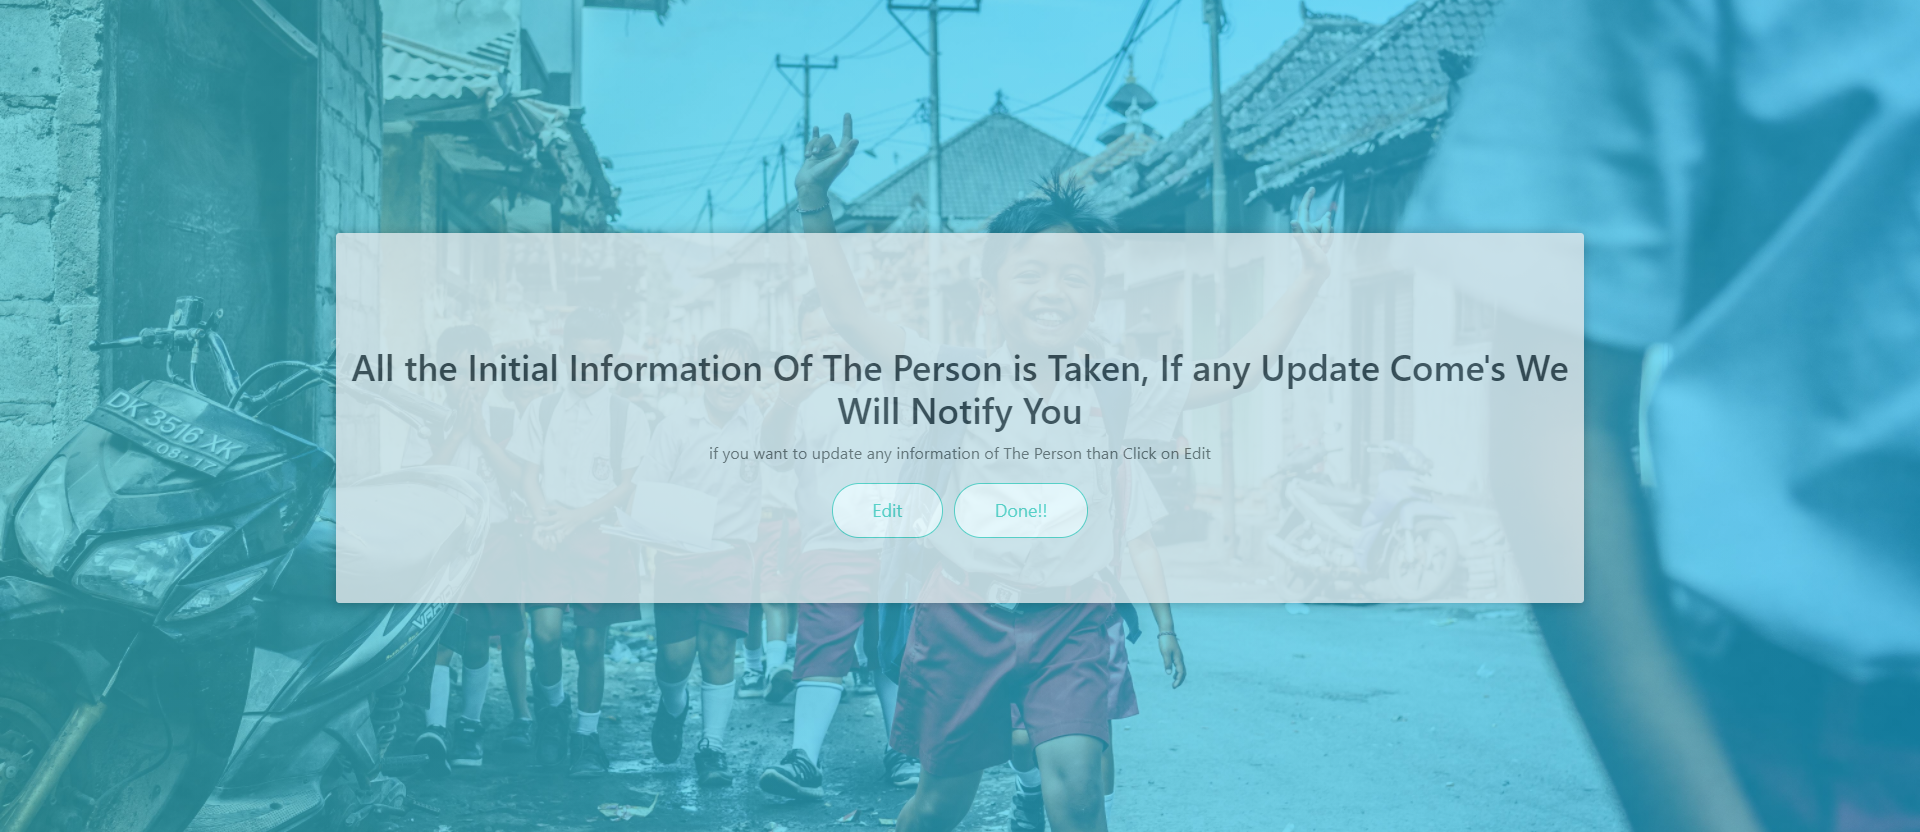 DK 3516 XK
08·17
All the Initial Information Of The Person is Taken, If any Update Come's We
Will Notify You
if you want to update any information of The Person than Click on Edit
Edit
Done!!